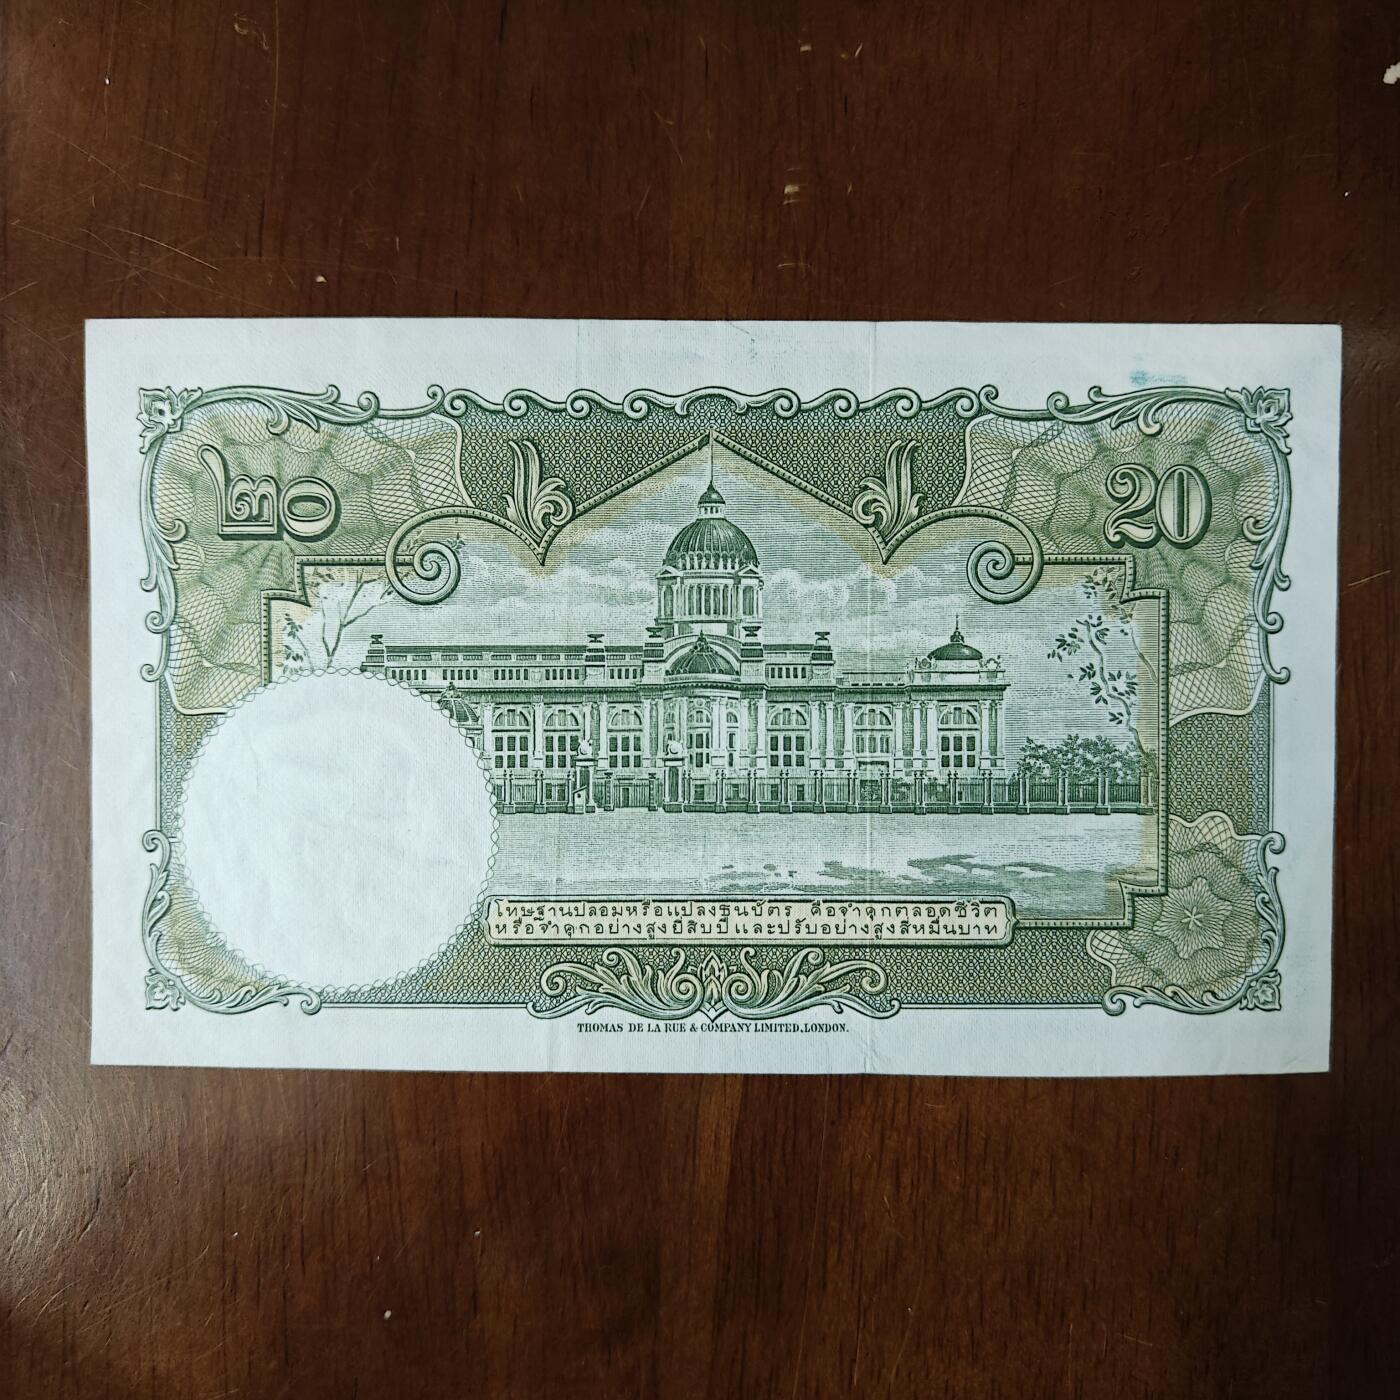 ๒๐
20
โทษฐานปลอมหรือแปลงธนบัตร คือจำคุกตลอดชีวิต
หรือจำคุกอย่างสูงยี่สิบปีและปรับอย่างสูงสี่หมื่นบาท
THOMAS DE LA RUE & COMPANY LIMITED, LONDON.